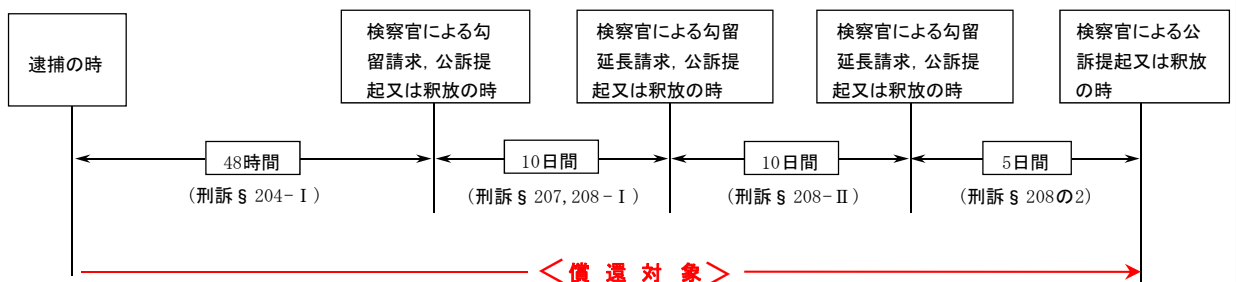 逮捕の時
検察官による勾
留請求，公訴提
起又は釈放の時
検察官による勾留
延長請求，公訴提
起又は釈放の時
検察官による勾留
延長請求，公訴提
起又は釈放の時
検察官による公
訴提起又は釈放
の時
48時間
10日間
10日間
5日間
（刑訴§204-Ⅰ）
（刑訴§207,208-Ⅰ）
（刑訴§208-Ⅱ）
（刑訴§208の2）
＜償還対象＞